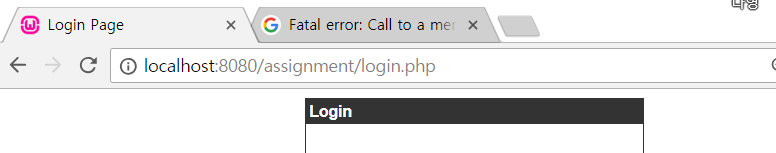 Login Page
Fatal error: Call to a mer
localhost:8080/assignment/login.php
Login